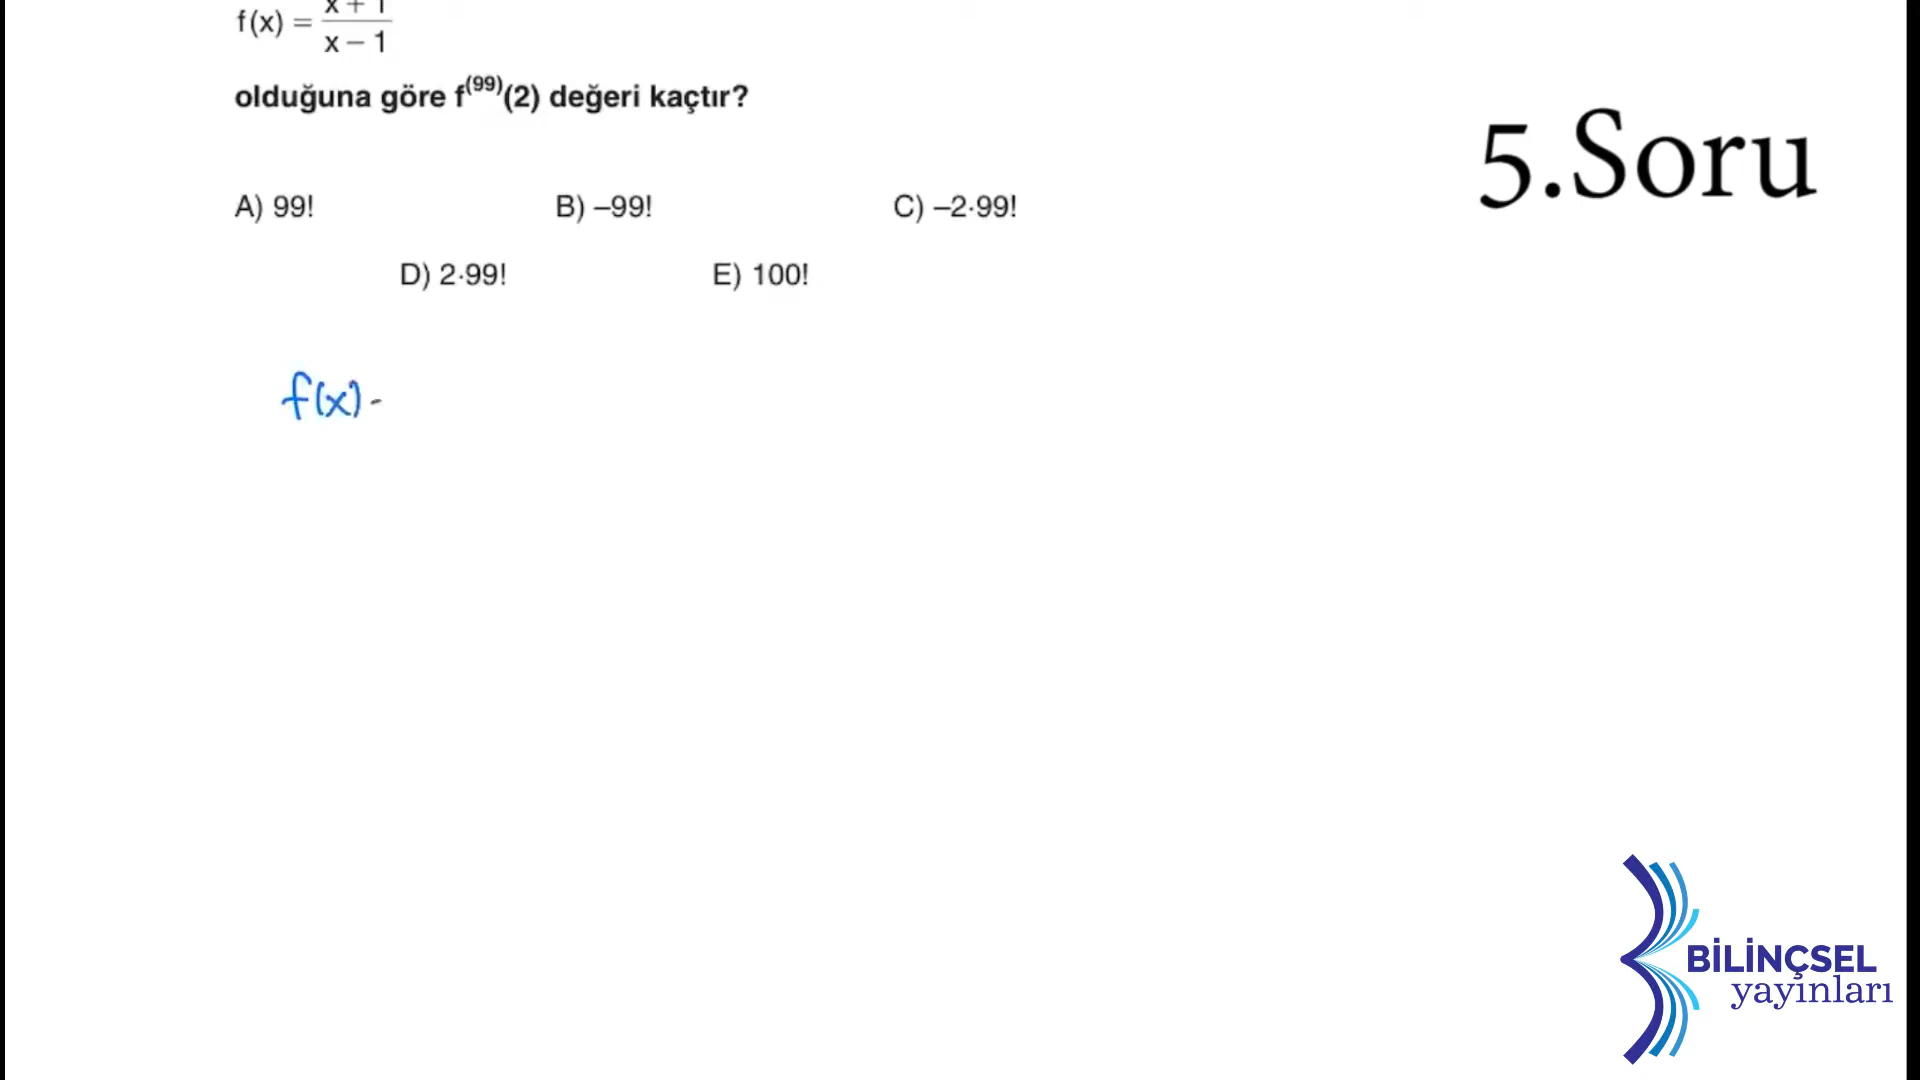 f(x) = x + 1
x – 1
olduğuna göre f(99)(2) değeri kaçtır?
A) 99!
B) –99!
C) –2·99!
D) 2·99!
E) 100!
f(x) -
5.Soru
BİLİNÇSEL
yayınları